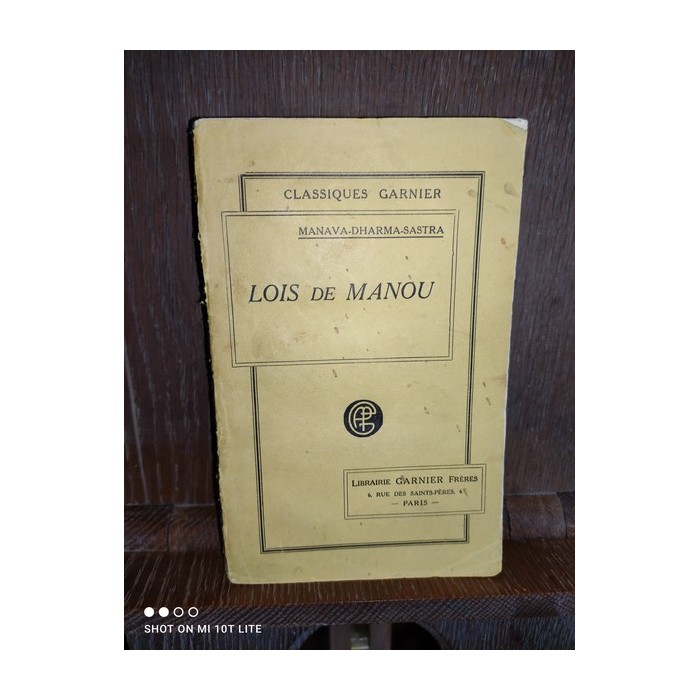 CLASSIQUES GARNIER
MANAVA-DHARMA-SASTRA
LOIS DE MANOU
LIBRAIRIE GARNIER FRÈRES
6, RUE DES SAINTS-PÈRES, 6
— PARIS —
SHOT ON MI 10T LITE